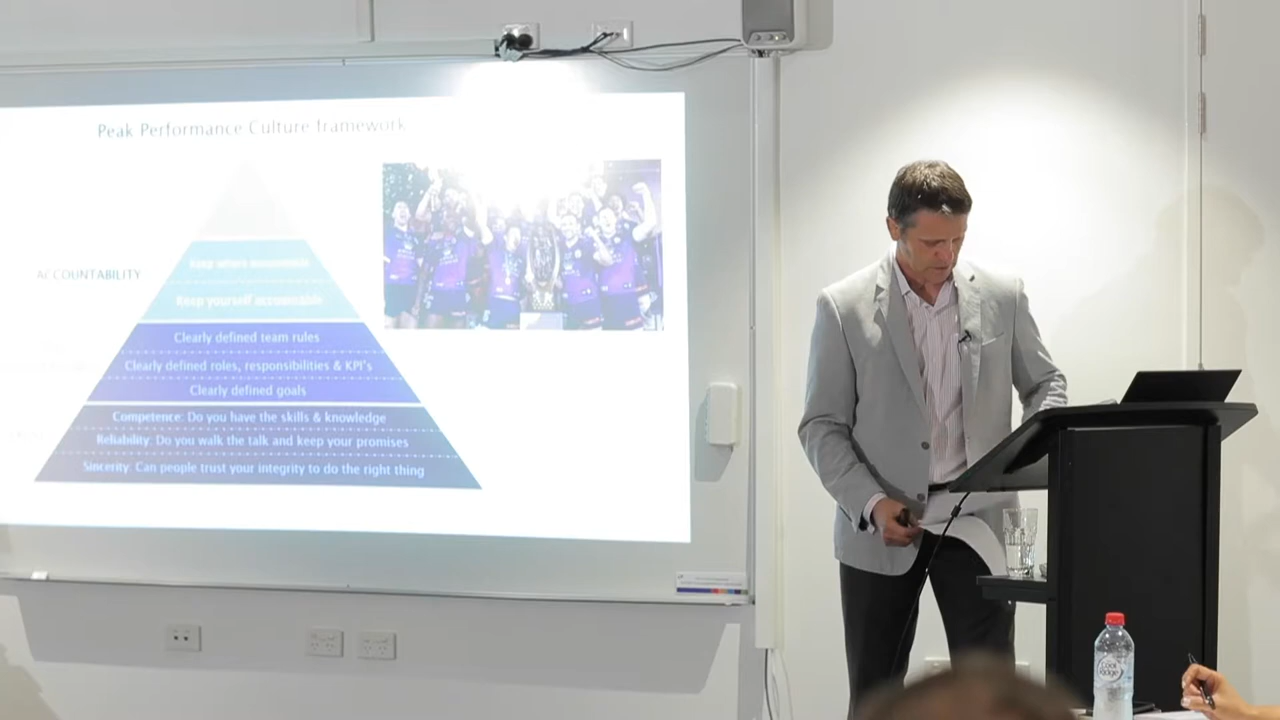 Peak Performance Culture framework
ACCOUNTABILITY
Keep others accountable
Keep yourself accountable
Clearly defined team rules
Clearly defined roles, responsibilities & KPI's
Clearly defined goals
Competence: Do you have the skills & knowledge
Reliability: Do you walk the talk and keep your promises
Sincerity: Can people trust your integrity to do the right thing
cool ridge